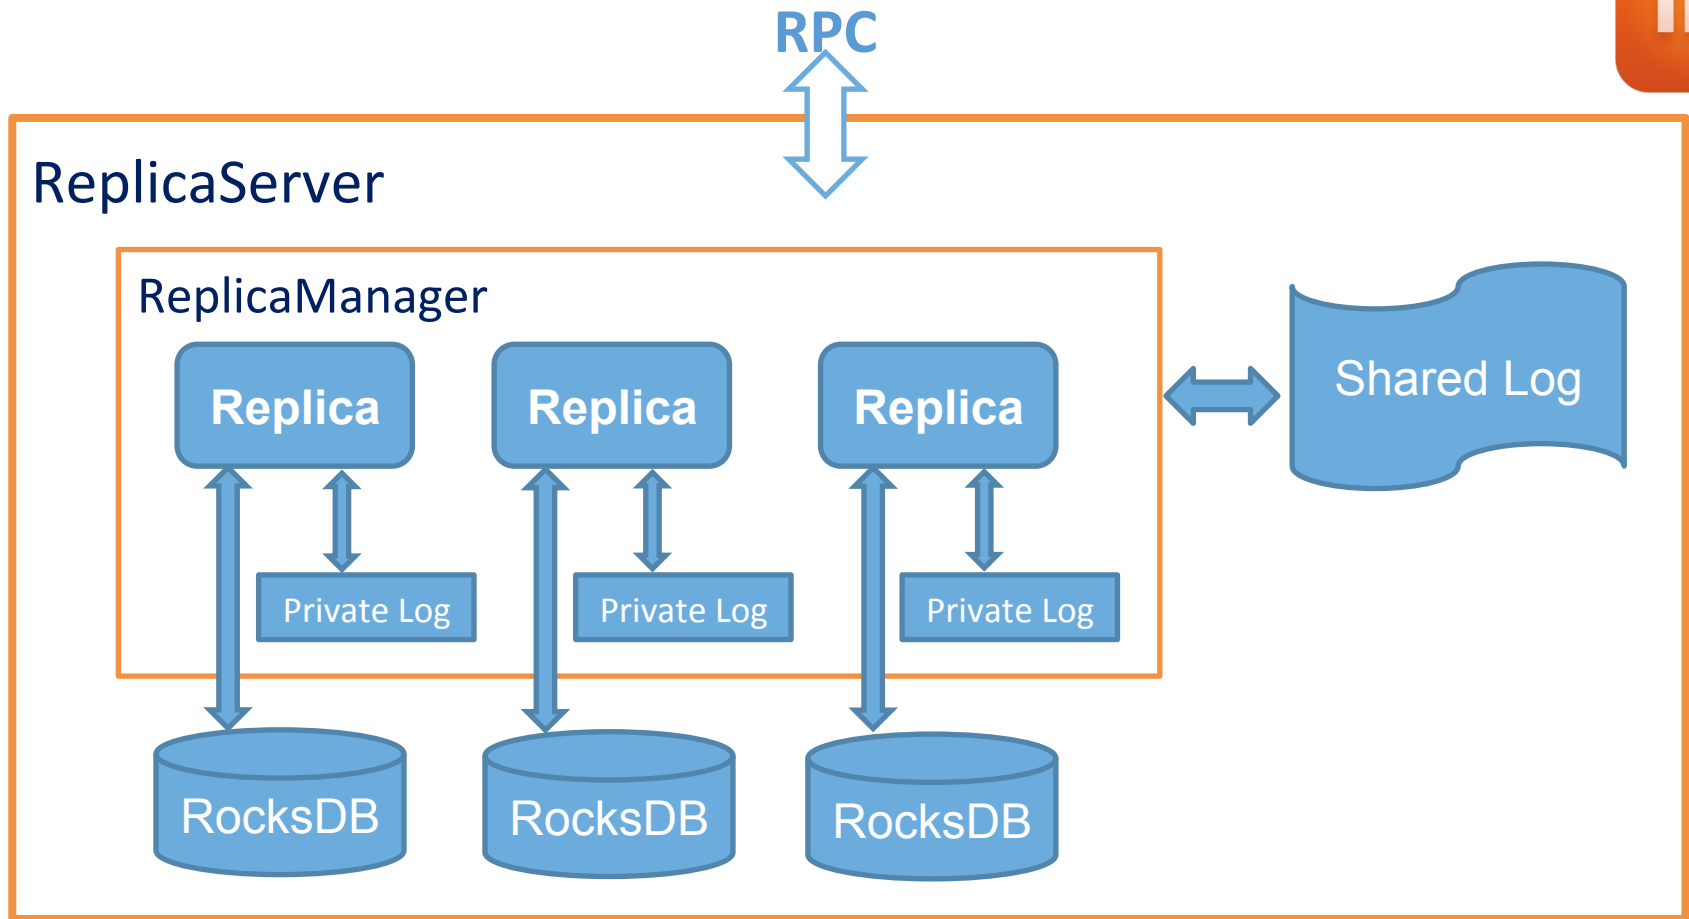 RPC
ReplicaServer
ReplicaManager
Replica
Replica
Replica
Shared Log
Private Log
Private Log
Private Log
RocksDB
RocksDB
RocksDB